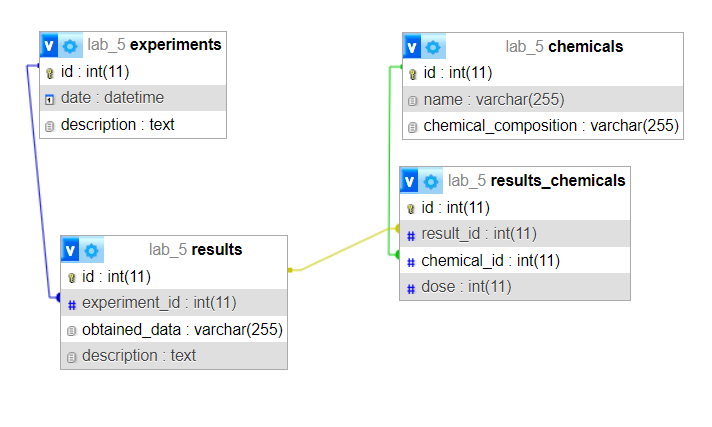 v lab_5 experiments
id : int(11)
date : datetime
description : text
v lab_5 chemicals
id : int(11)
name : varchar(255)
chemical_composition : varchar(255)
v lab_5 results_chemicals
id : int(11)
# result_id : int(11)
# chemical_id : int(11)
# dose : int(11)
v lab_5 results
id : int(11)
# experiment_id : int(11)
obtained_data : varchar(255)
description : text